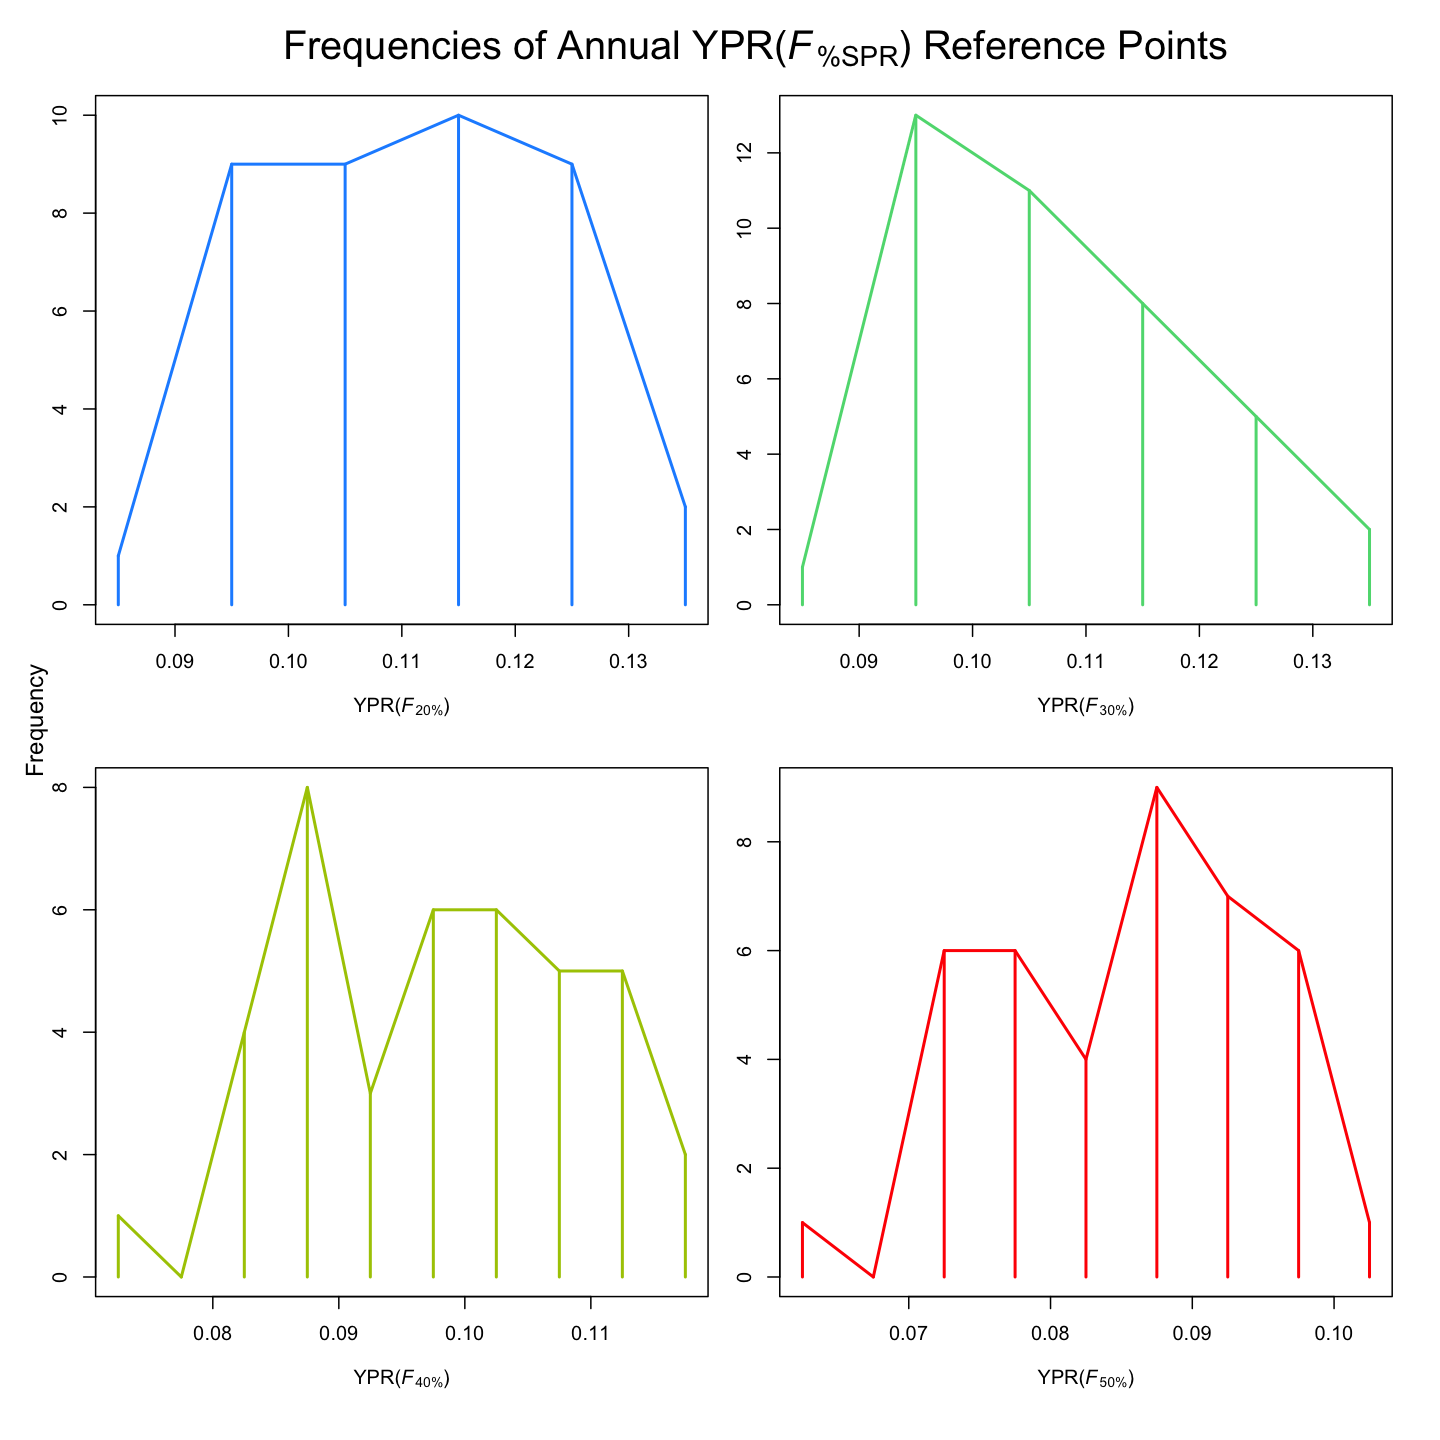 Frequencies of Annual YPR(F%SPR) Reference Points
Frequency
0 2 4 6 8 10
0.09 0.10 0.11 0.12 0.13
YPR(F20%)
0 2 4 6 8 10 12
0.09 0.10 0.11 0.12 0.13
YPR(F30%)
0 2 4 6 8
0.08 0.09 0.10 0.11
YPR(F40%)
0 2 4 6 8
0.07 0.08 0.09 0.10
YPR(F50%)